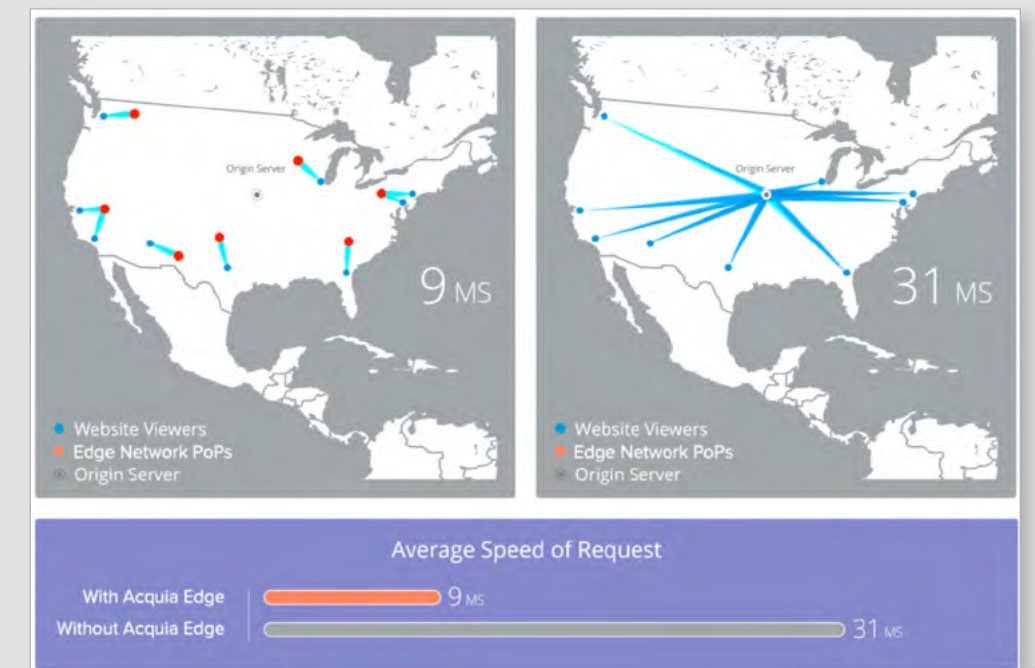 Origin Server
9 MS
Website Viewers
Edge Network PoPs
Origin Server
Origin Server
31 MS
Website Viewers
Edge Network PoPs
Origin Server
Average Speed of Request
With Acquia Edge 9 MS
Without Acquia Edge 31 MS